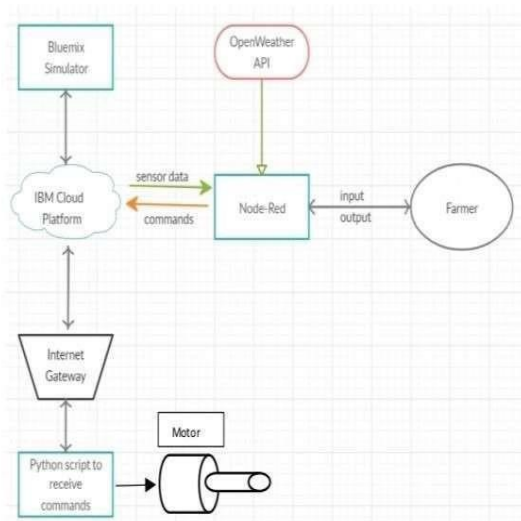 Bluemix
Simulator
OpenWeather
API
sensor data
commands
IBM Cloud
Platform
Node-Red
input
output
Farmer
Internet
Gateway
Motor
Python script to
receive
commands